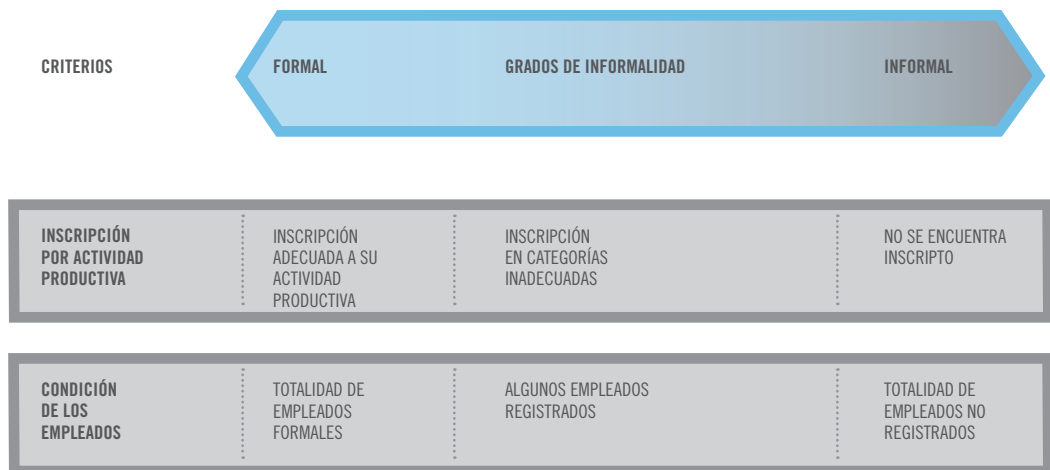 CRITERIOS
FORMAL
GRADOS DE INFORMALIDAD
INFORMAL
INSCRIPCIÓN
POR ACTIVIDAD
PRODUCTIVA
INSCRIPCIÓN
ADECUADA A SU
ACTIVIDAD
PRODUCTIVA
INSCRIPCIÓN
EN CATEGORÍAS
INADECUADAS
NO SE ENCUENTRA
INSCRIPTO
CONDICIÓN
DE LOS
EMPLEADOS
TOTALIDAD DE
EMPLEADOS
FORMALES
ALGUNOS EMPLEADOS
REGISTRADOS
TOTALIDAD DE
EMPLEADOS NO
REGISTRADOS